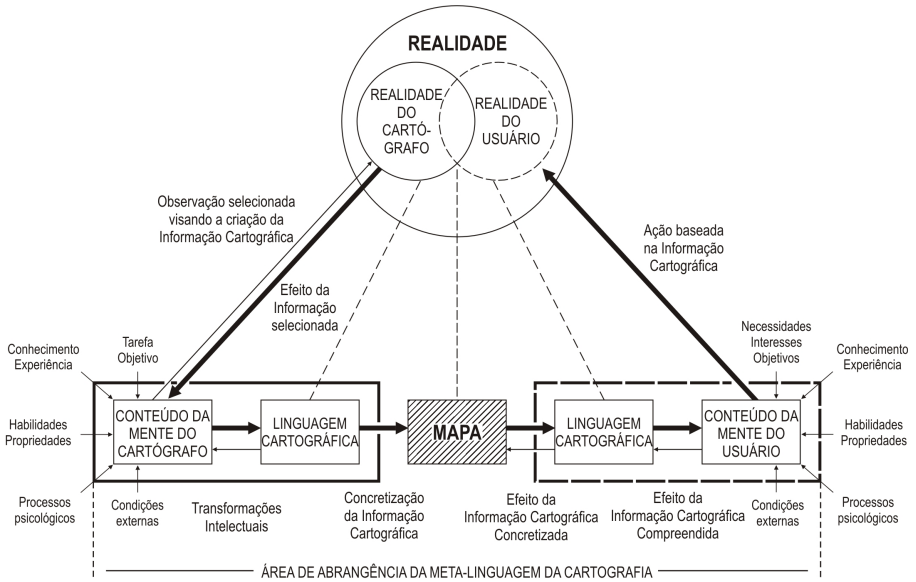 REALIDADE
REALIDADE
DO
CARTÓ-
GRAFO
REALIDADE
DO
USUÁRIO
Observação selecionada
visando a criação da
Informação Cartográfica
Efeito da
Informação
selecionada
Ação baseada
na Informação
Cartográfica
Conhecimento
Experiência
Tarefa
Objetivo
Necessidades
Interesses
Objetivos
Conhecimento
Experiência
Habilidades
Propriedades
CONTEÚDO DA
MENTE DO
CARTÓGRAFO
LINGUAGEM
CARTOGRÁFICA
MAPA
LINGUAGEM
CARTOGRÁFICA
CONTEÚDO DA
MENTE DO
USUÁRIO
Habilidades
Propriedades
Processos
psicológicos
Condições
externas
Transformações
Intelectuais
Concretização
da Informação
Cartográfica
Efeito da
Informação Cartográfica
Concretizada
Efeito da
Informação Cartográfica
Compreendida
Condições
externas
Processos
psicológicos
ÁREA DE ABRANGÊNCIA DA META-LINGUAGEM DA CARTOGRAFIA